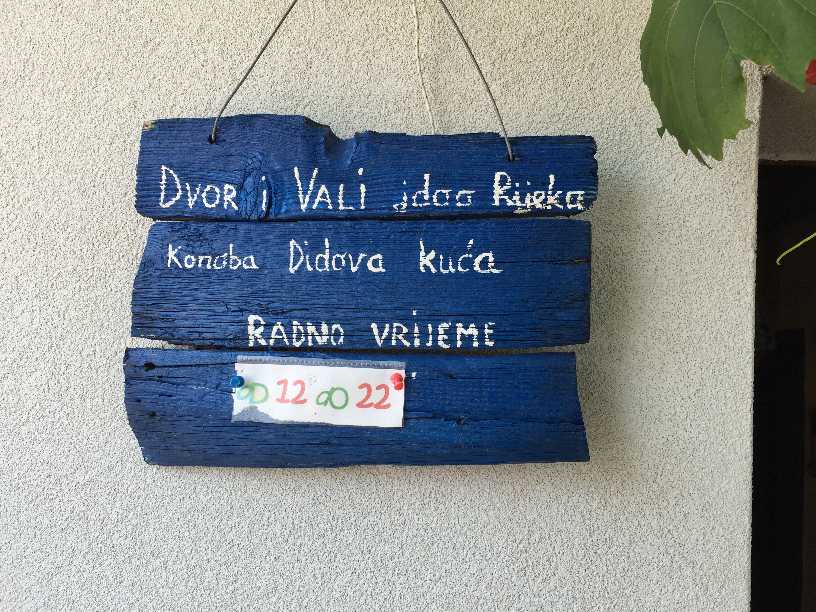 DVOR i VALi jdoo Rijeka
Konoba Didova kuća
RADNO VRIJEME
OD 12 DO 22